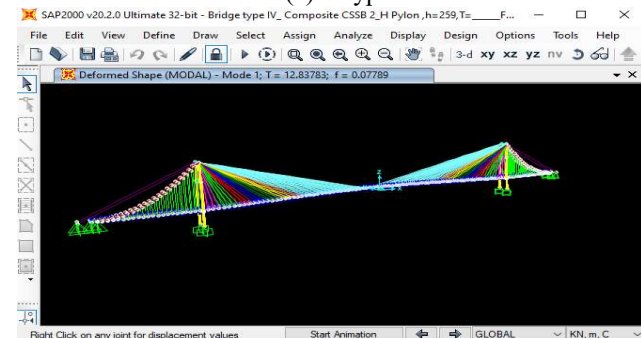 SAP2000 v20.2.0 Ultimate 32-bit - Bridge type IV_ Composite CSSB 2_H Pylon ,h=259,T=_____F...
File Edit View Define Draw Select Assign Analyze Display Design Options Tools Help
3-d xy xz yz nv
Deformed Shape (MODAL) - Mode 1; T = 12.83783; f = 0.07789
Z
X
Right Click on any joint for displacement values Start Animation GLOBAL KN, m, C